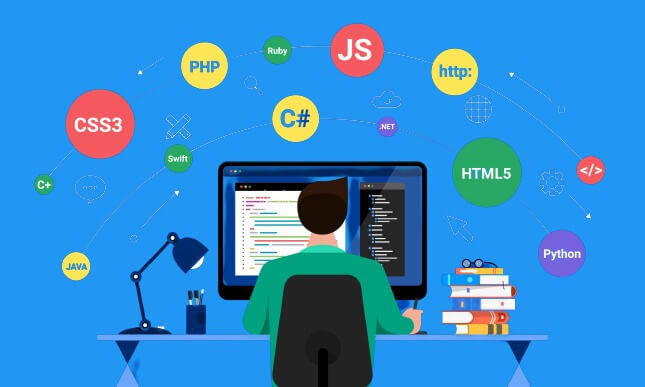 PHP
Ruby
JS
http:
CSS3
C#
.NET
Swift
HTML5
</>
C+
JAVA
Python